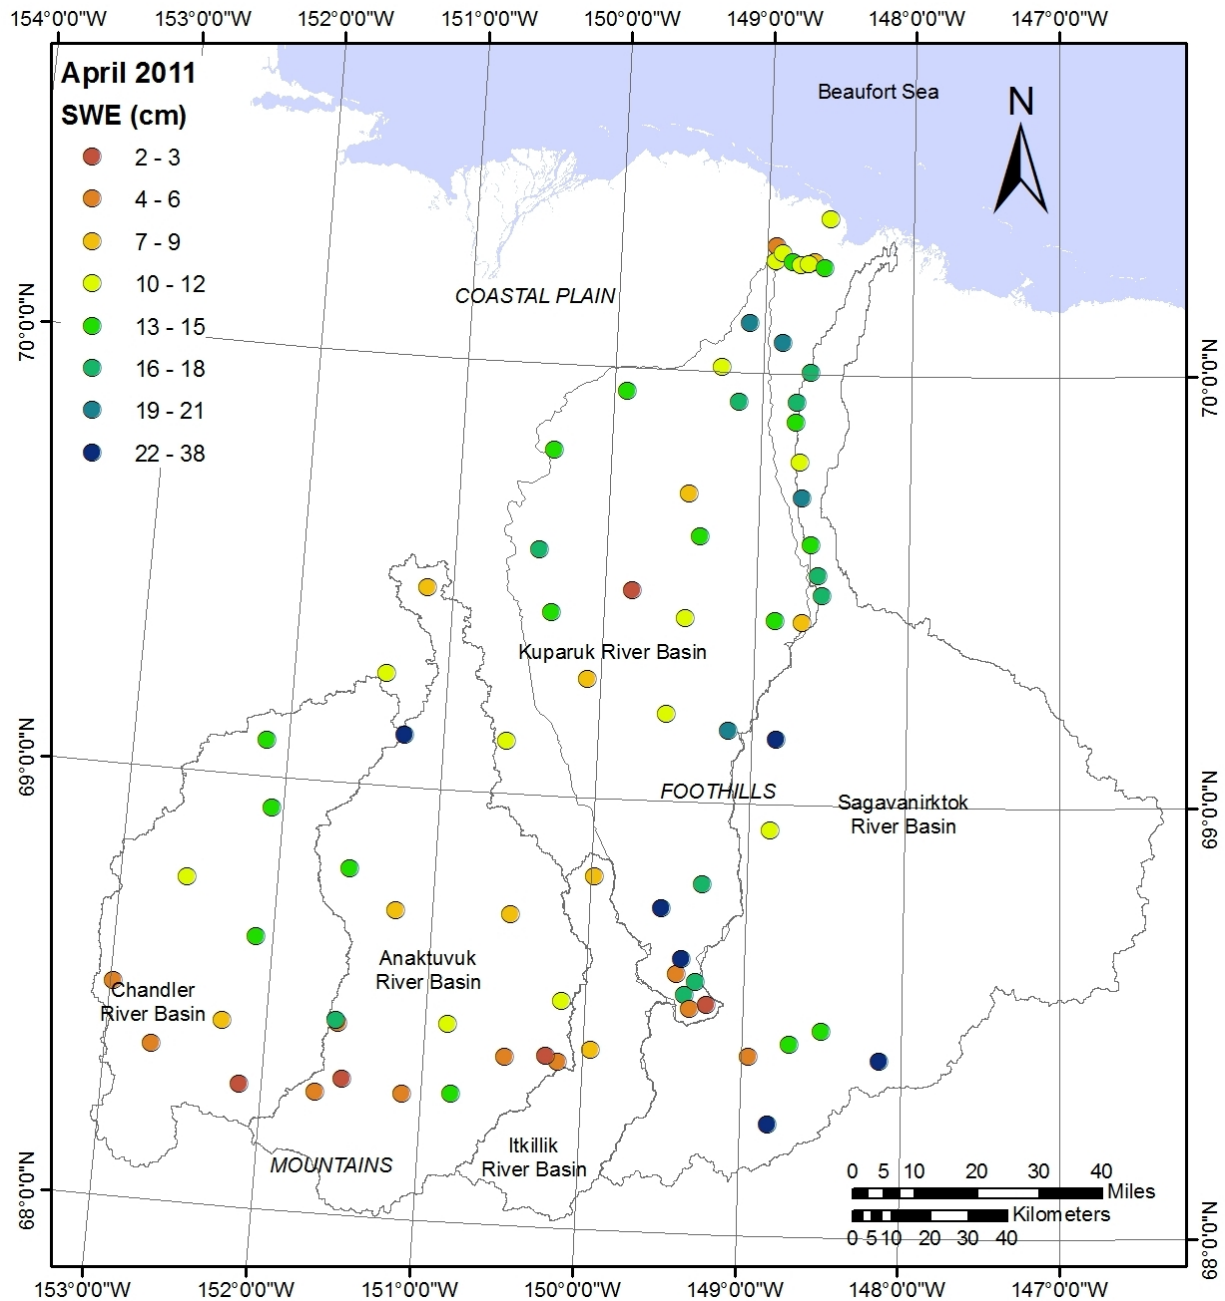 154°0'0"W 153°0'0"W 152°0'0"W 151°0'0"W 150°0'0"W 149°0'0"W 148°0'0"W 147°0'0"W
April 2011
SWE (cm)
2 - 3
4 - 6
7 - 9
10 - 12
13 - 15
16 - 18
19 - 21
22 - 38
Beaufort Sea
N
COASTAL PLAIN
70°0'0"N
70°0'0"N
Kuparuk River Basin
69°0'0"N
69°0'0"N
FOOTHILLS
Sagavanirktok
River Basin
Anaktuvuk
River Basin
Chandler
River Basin
Itkillik
River Basin
MOUNTAINS
68°0'0"N
68°0'0"N
0 5 10 20 30 40
Miles
Kilometers
0 5 10 20 30 40
153°0'0"W 152°0'0"W 151°0'0"W 150°0'0"W 149°0'0"W 148°0'0"W 147°0'0"W